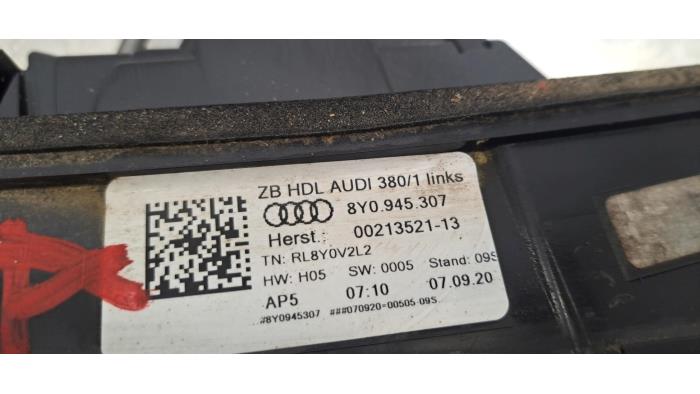 ZB HDL AUDI 380/1 links
8Y0.945.307
Herst.: 00213521-13
TN: RL8Y0V2L2
HW: H05 SW: 0005 Stand: 09S
AP5 07:10 07.09.20
#8Y0945307 ###070920=00505-09S